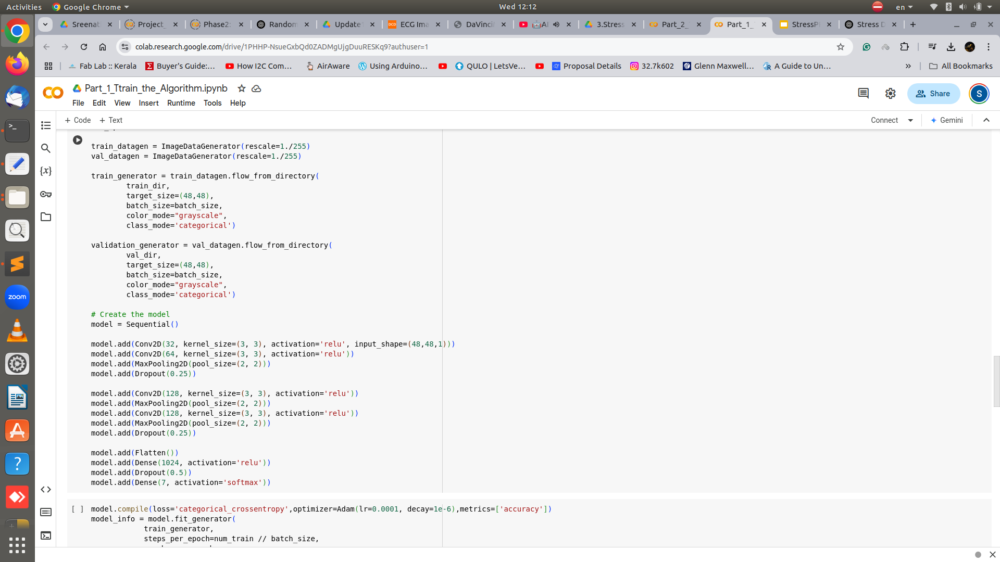 Activities Google Chrome Wed 12:12 en
Sreenat Project_ Phase2: Random Update DCD ECG Ima DaVinci AI 3.Stress Part_2_ Part_1_ StressP Stress D
colab.research.google.com/drive/1PHHP-NsueGxbQd0ZADMgUjgDuuRESKq9?authuser=1
Fab Lab :: Kerala Buyer's Guide:... How I2C Com... AirAware Using Arduino... QULO | LetsVe... Proposal Details 32.7k602 Glenn Maxwell... A Guide to Un... » All Bookmarks
Part_1_Ttrain_the_Algorithm.ipynb
File Edit View Insert Runtime Tools Help
Share
S
+ Code + Text Connect Gemini
train_datagen = ImageDataGenerator(rescale=1./255)
val_datagen = ImageDataGenerator(rescale=1./255)
train_generator = train_datagen.flow_from_directory(
train_dir,
target_size=(48,48),
batch_size=batch_size,
color_mode="grayscale",
class_mode='categorical')
validation_generator = val_datagen.flow_from_directory(
val_dir,
target_size=(48,48),
batch_size=batch_size,
color_mode="grayscale",
class_mode='categorical')
# Create the model
model = Sequential()
model.add(Conv2D(32, kernel_size=(3, 3), activation='relu', input_shape=(48,48,1)))
model.add(Conv2D(64, kernel_size=(3, 3), activation='relu'))
model.add(MaxPooling2D(pool_size=(2, 2)))
model.add(Dropout(0.25))
model.add(Conv2D(128, kernel_size=(3, 3), activation='relu'))
model.add(MaxPooling2D(pool_size=(2, 2)))
model.add(Conv2D(128, kernel_size=(3, 3), activation='relu'))
model.add(MaxPooling2D(pool_size=(2, 2)))
model.add(Dropout(0.25))
model.add(Flatten())
model.add(Dense(1024, activation='relu'))
model.add(Dropout(0.5))
model.add(Dense(7, activation='softmax'))
[ ] model.compile(loss='categorical_crossentropy',optimizer=Adam(lr=0.0001, decay=1e-6),metrics=['accuracy'])
model_info = model.fit_generator(
train_generator,
steps_per_epoch=num_train // batch_size,
{x}
zoom